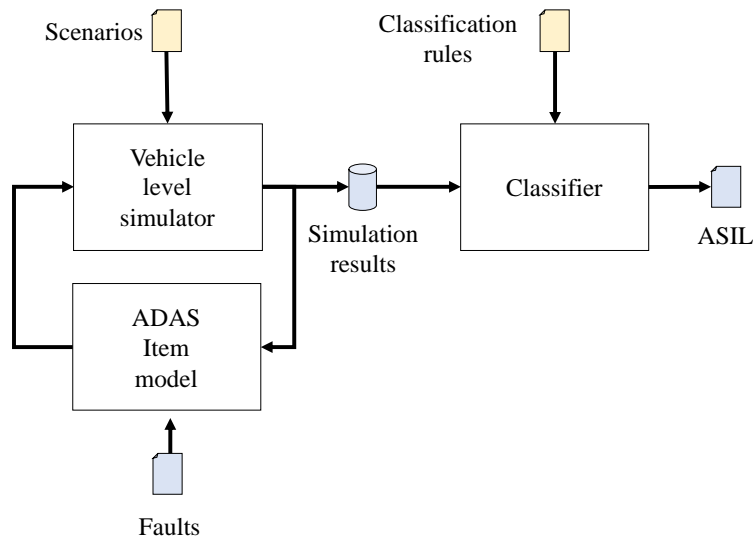 Scenarios
Classification
rules
Vehicle
level
simulator
Simulation
results
Classifier
ASIL
ADAS
Item
model
Faults